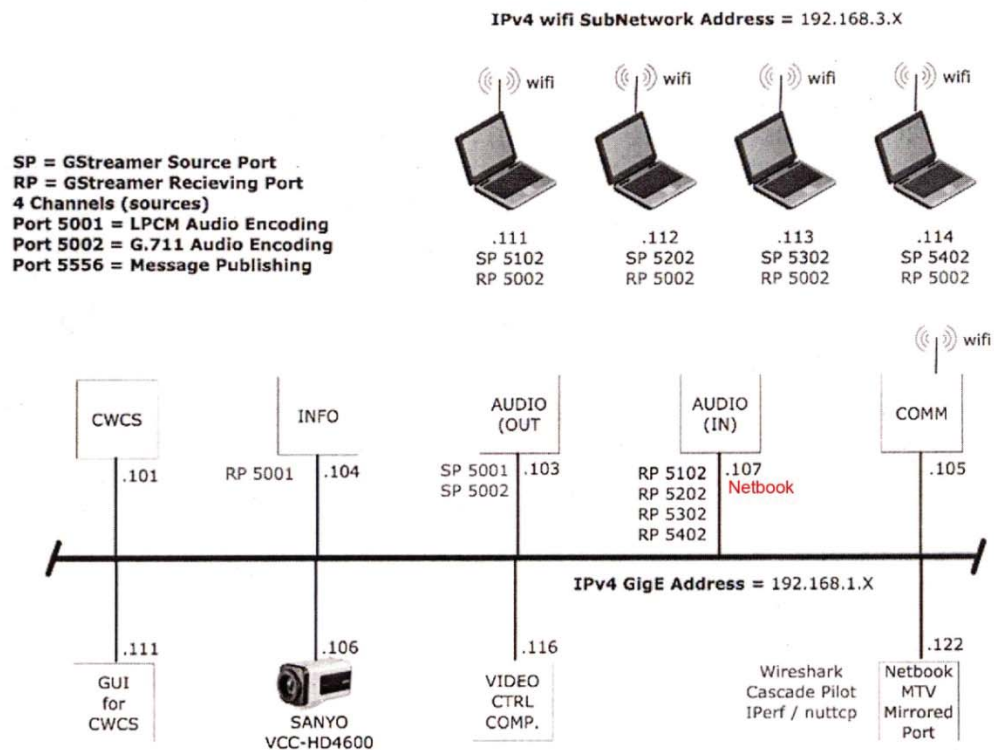 IPv4 wifi SubNetwork Address = 192.168.3.X
wifi
wifi
wifi
wifi
SP = GStreamer Source Port
RP = GStreamer Recieving Port
4 Channels (sources)
Port 5001 = LPCM Audio Encoding
Port 5002 = G.711 Audio Encoding
Port 5556 = Message Publishing
.111
SP 5102
RP 5002
.112
SP 5202
RP 5002
.113
SP 5302
RP 5002
.114
SP 5402
RP 5002
wifi
CWCS
.101
INFO
RP 5001
.104
AUDIO
(OUT
SP 5001
SP 5002
.103
AUDIO
(IN)
RP 5102
RP 5202
RP 5302
RP 5402
.107
Netbook
COMM
.105
IPv4 GigE Address = 192.168.1.X
.111
GUI
for
CWCS
.106
SANYO
VCC-HD4600
.116
VIDEO
CTRL
COMP.
Wireshark
Cascade Pilot
IPerf / nuttcp
.122
Netbook
MTV
Mirrored
Port